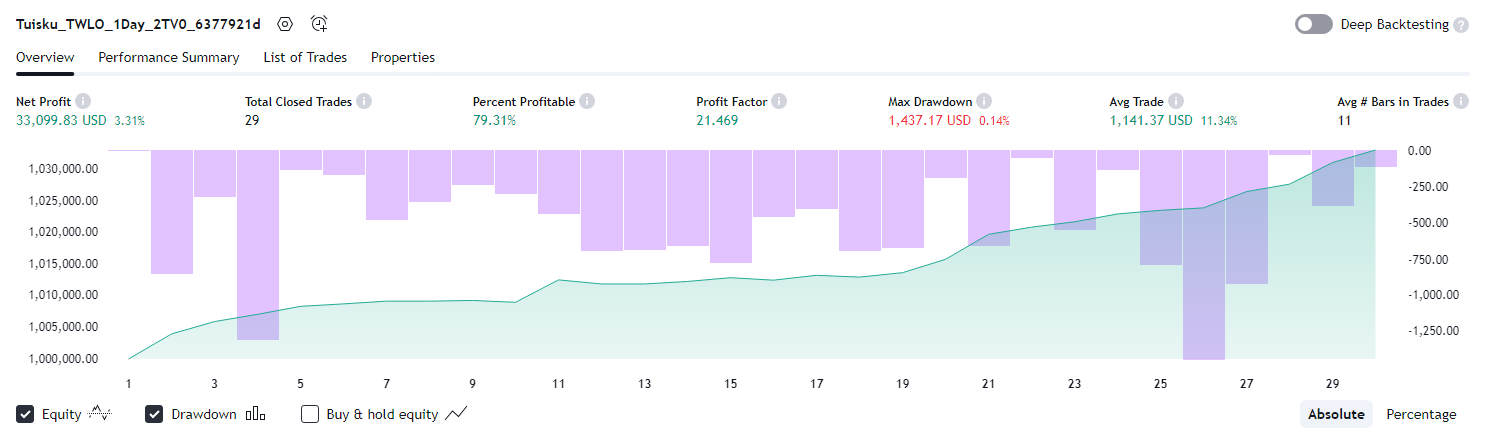 Tuisku_TWLO_1Day_2TV0_6377921d
Deep Backtesting ?
Overview Performance Summary List of Trades Properties
Net Profit i Total Closed Trades i Percent Profitable i Profit Factor i Max Drawdown i Avg Trade i Avg # Bars in Trades i
33,099.83 USD 3.31% 29 79.31% 21.469 1,437.17 USD 0.14% 1,141.37 USD 11.34% 11
0.00
1,030,000.00
-250.00
1,025,000.00
-500.00
1,020,000.00
-750.00
1,015,000.00
1,010,000.00 -1,000.00
1,005,000.00 -1,250.00
1,000,000.00
1 3 5 7 9 11 13 15 17 19 21 23 25 27 29
Equity Drawdown Buy & hold equity Absolute Percentage